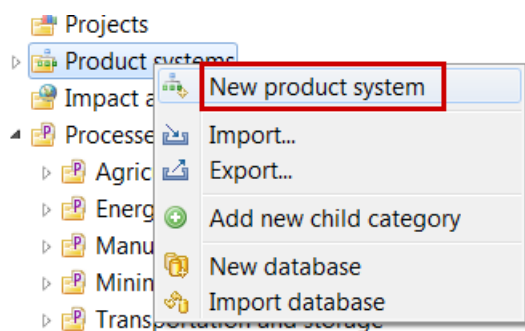 Projects
Product systems
New product system
Impact a
Processe
Import...
Agric
Export...
Energ
Add new child category
Manu
New database
Minin
Import database
Transportation and storage